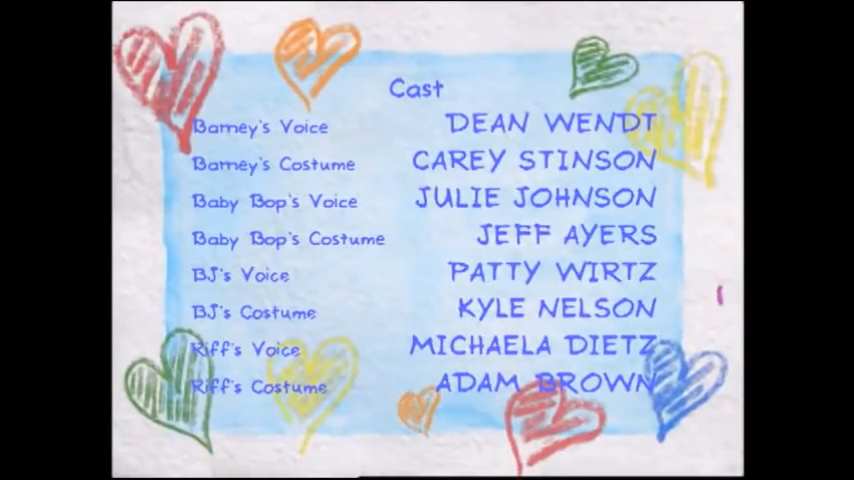 Cast
Barney's Voice DEAN WENDT
Barney's Costume CAREY STINSON
Baby Bop's Voice JULIE JOHNSON
Baby Bop's Costume JEFF AYERS
BJ's Voice PATTY WIRTZ
BJ's Costume KYLE NELSON
Riff's Voice MICHAELA DIETZ
Riff's Costume ADAM BROWN